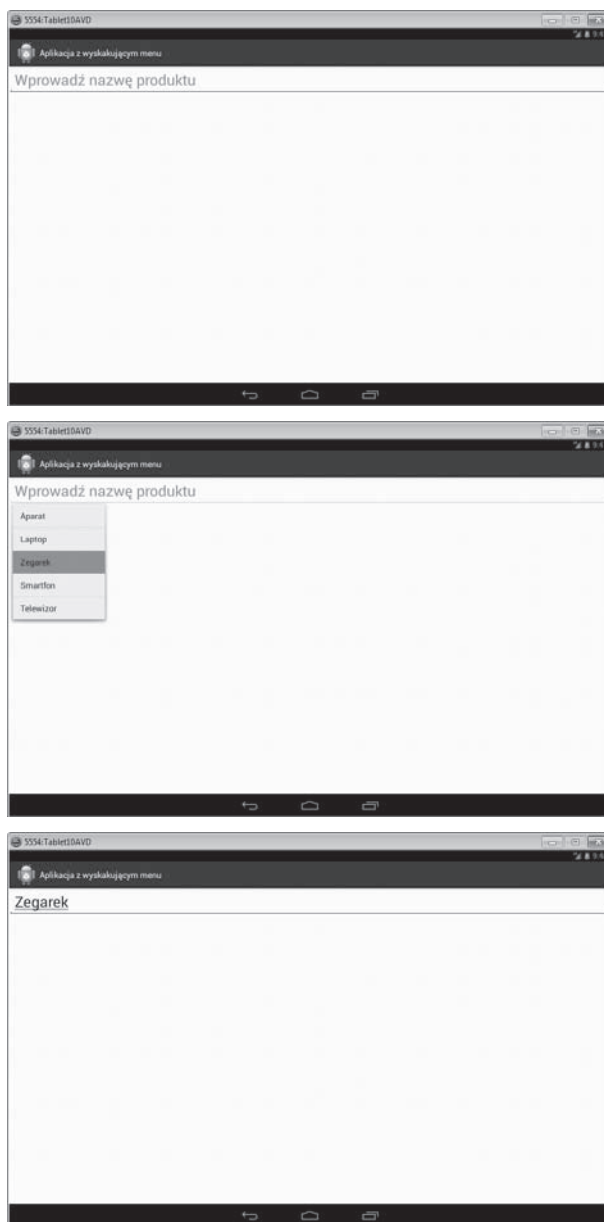 5554:Tablet10AVD
Aplikacja z wyskakującym menu
Wprowadź nazwę produktu
5554:Tablet10AVD
Aplikacja z wyskakującym menu
Wprowadź nazwę produktu
Aparat
Laptop
Zegarek
Smartfon
Telewizor
5554:Tablet10AVD
Aplikacja z wyskakującym menu
Zegarek